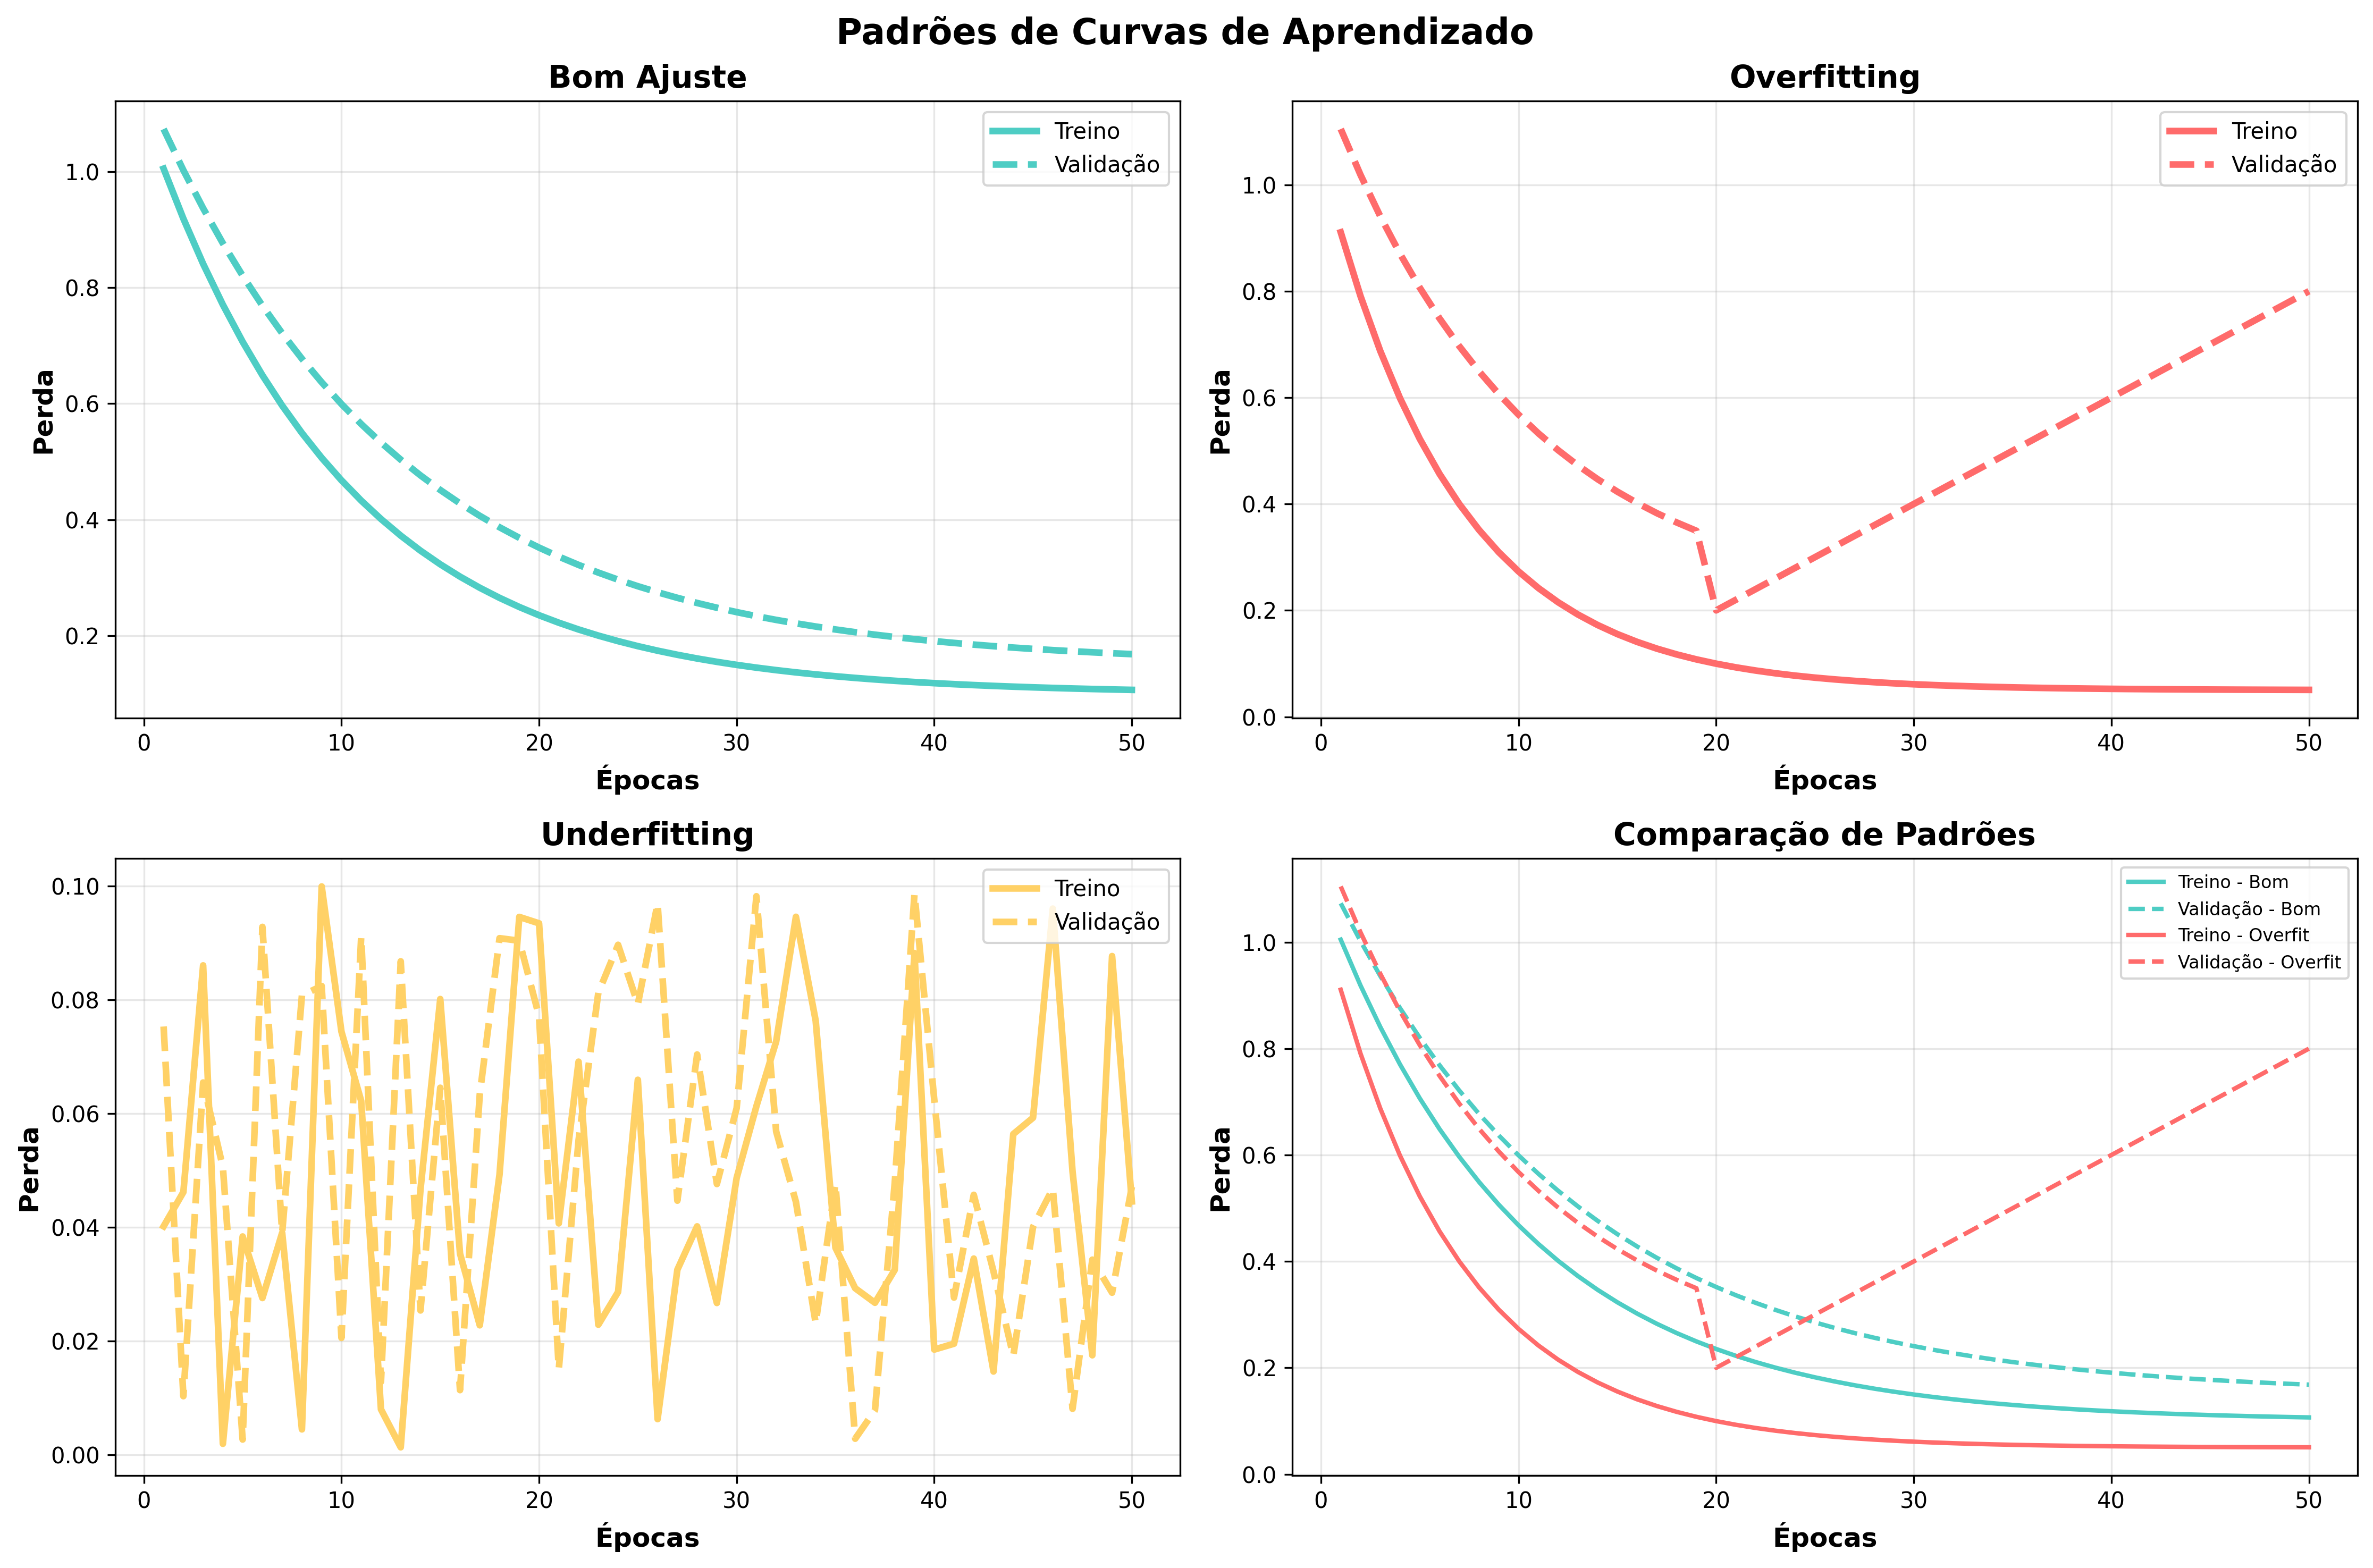 Padrões de Curvas de Aprendizado
Bom Ajuste
Treino
Validação
1.0
0.8
0.6
0.4
0.2
Perda
0
10
20
30
40
50
Épocas
Overfitting
Treino
Validação
1.0
0.8
0.6
0.4
0.2
0.0
Perda
0
10
20
30
40
50
Épocas
Underfitting
Treino
Validação
0.10
0.08
0.06
0.04
0.02
0.00
Perda
0
10
20
30
40
50
Épocas
Comparação de Padrões
Treino - Bom
Validação - Bom
Treino - Overfit
Validação - Overfit
1.0
0.8
0.6
0.4
0.2
0.0
Perda
0
10
20
30
40
50
Épocas